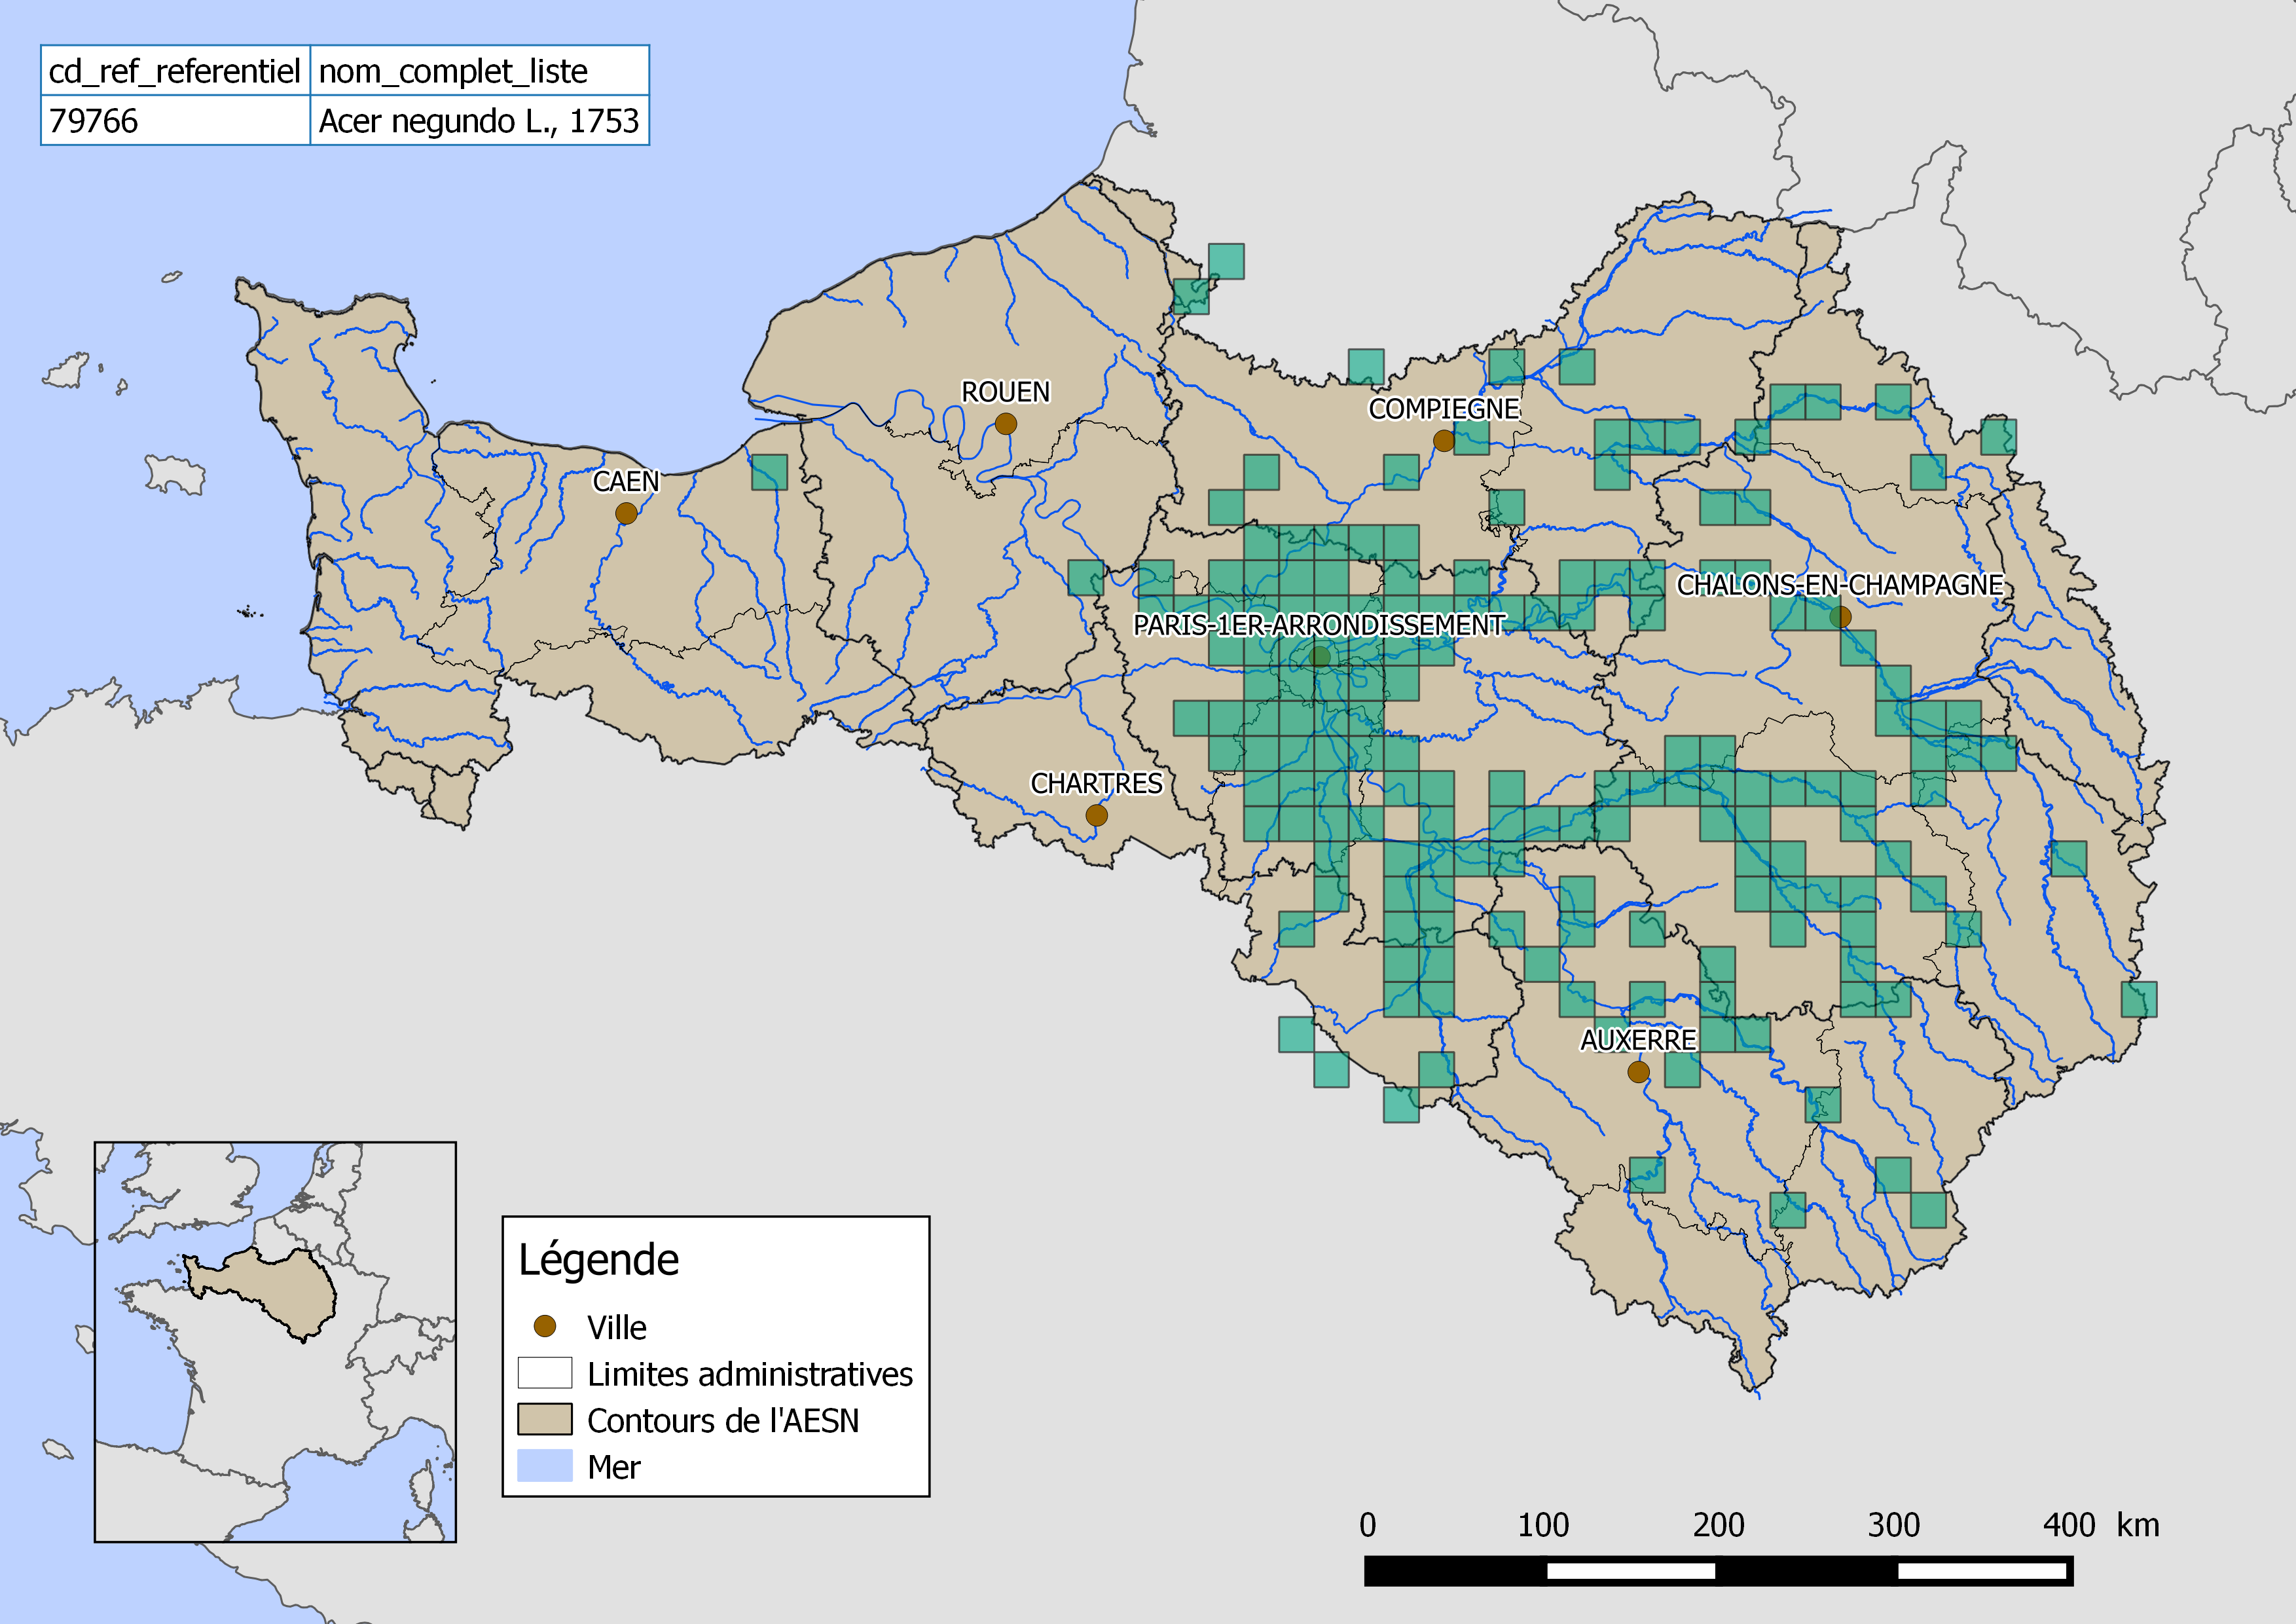 cd_ref_referentiel nom_complet_liste
79766 Acer negundo L., 1753
ROUEN
COMPIEGNE
CAEN
CHALONS-EN-CHAMPAGNE
PARIS-1ER-ARRONDISSEMENT
CHARTRES
AUXERRE
Légende
Ville
Limites administratives
Contours de l'AESN
Mer
0 100 200 300 400 km